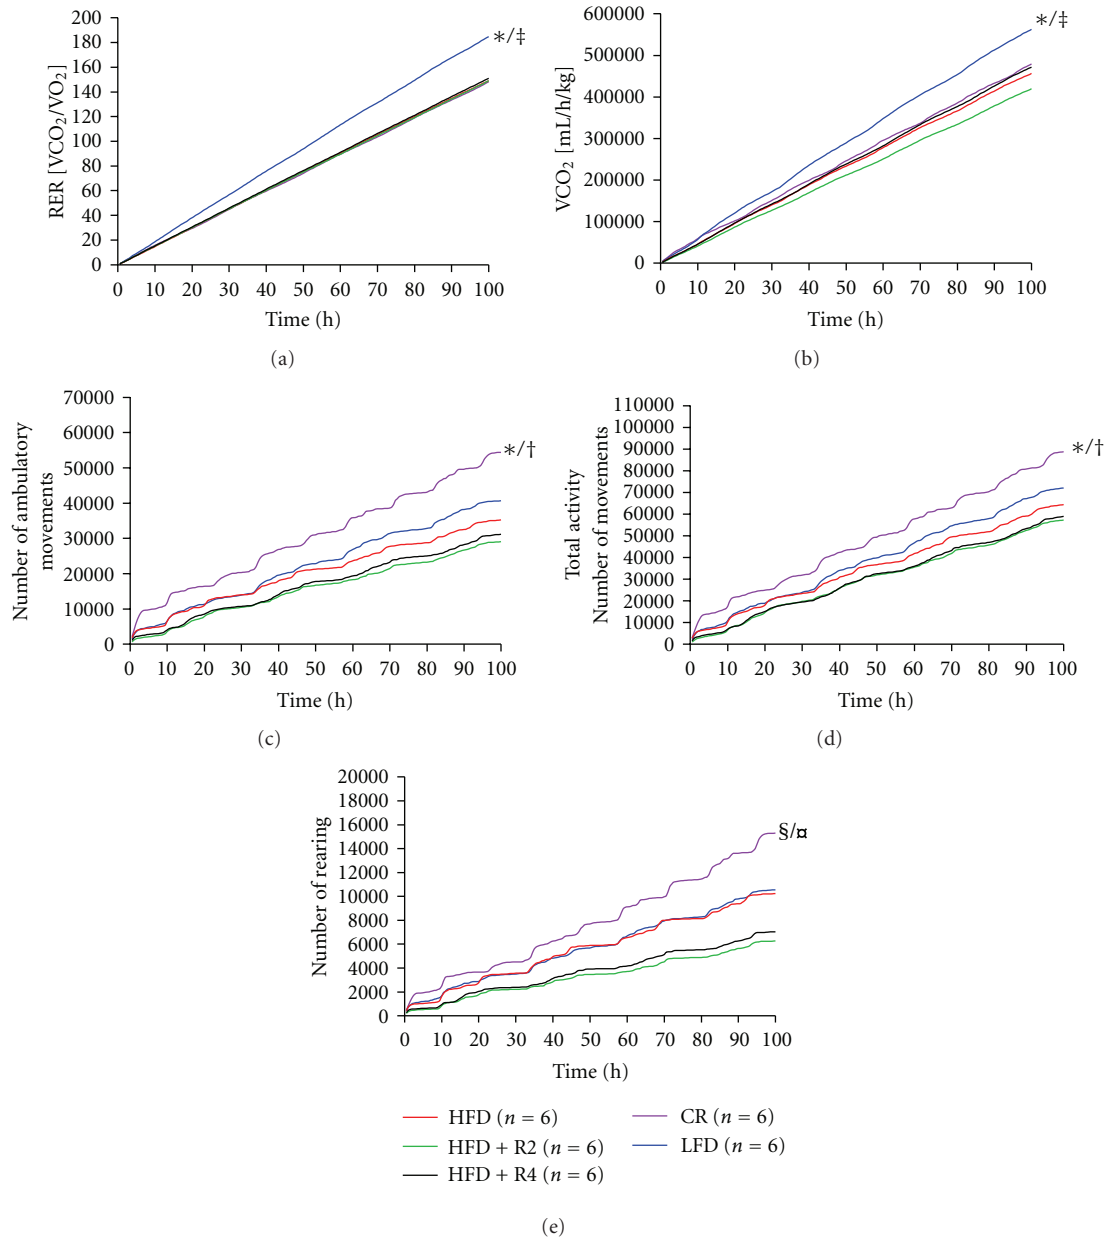 200
180
160
140
120
100
80
60
40
20
0
RER [VCO₂/VO₂]
*/‡
0 10 20 30 40 50 60 70 80 90 100
Time (h)
(a)
600000
500000
400000
300000
200000
100000
0
VCO₂ [mL/h/kg]
*/‡
0 10 20 30 40 50 60 70 80 90 100
Time (h)
(b)
70000
60000
50000
40000
30000
20000
10000
0
Number of ambulatory
movements
*/†
0 10 20 30 40 50 60 70 80 90 100
Time (h)
(c)
110000
100000
90000
80000
70000
60000
50000
40000
30000
20000
10000
0
Total activity
Number of movements
*/†
0 10 20 30 40 50 60 70 80 90 100
Time (h)
(d)
20000
18000
16000
14000
12000
10000
8000
6000
4000
2000
0
Number of rearing
§/¤
0 10 20 30 40 50 60 70 80 90 100
Time (h)
HFD (n = 6)
HFD + R2 (n = 6)
HFD + R4 (n = 6)
CR (n = 6)
LFD (n = 6)
(e)